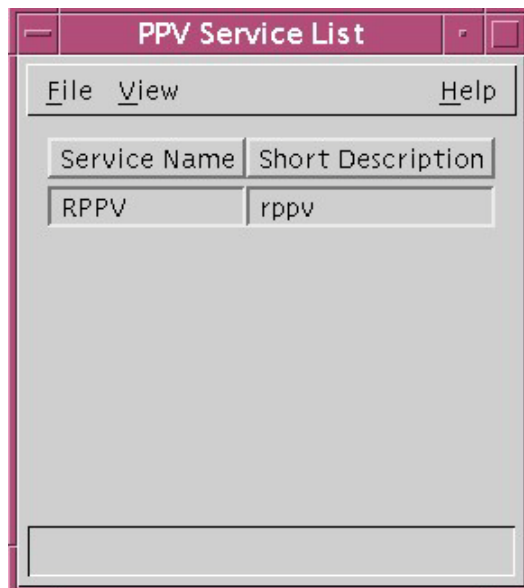 PPV Service List
File View Help
Service Name Short Description
RPPV rppv